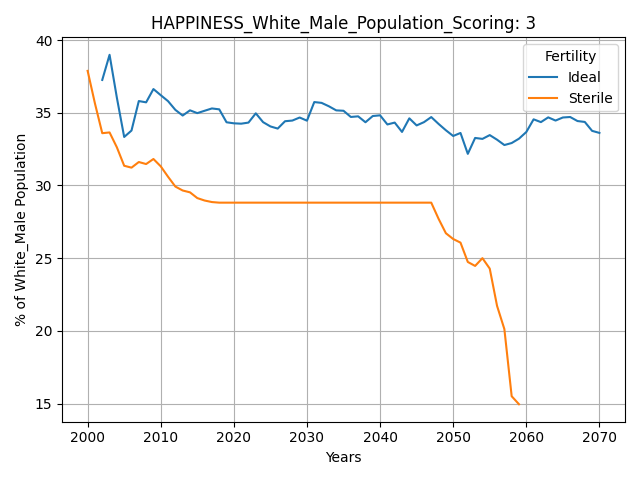 HAPPINESS_White_Male_Population_Scoring: 3
Fertility
Ideal
Sterile
% of White_Male Population
40
35
30
25
20
15
2000
2010
2020
2030
2040
2050
2060
2070
Years